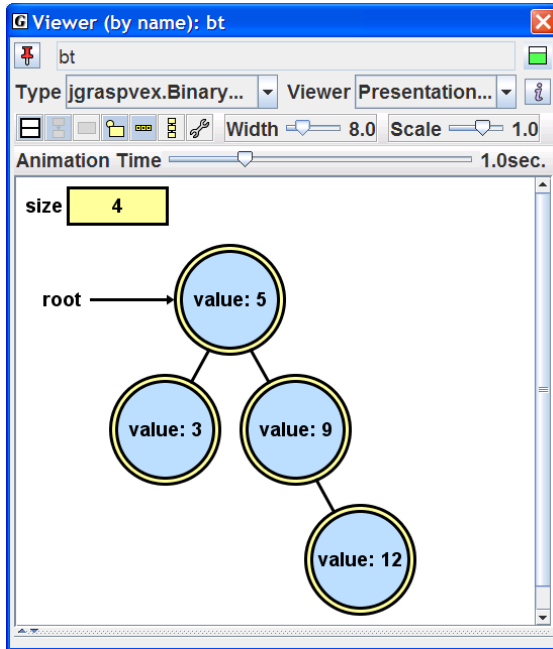 G Viewer (by name): bt
bt
Type jgraspvex.Binary... Viewer Presentation... i
Width 8.0 Scale 1.0
Animation Time 1.0sec.
size 4
root value: 5
value: 3 value: 9
value: 12